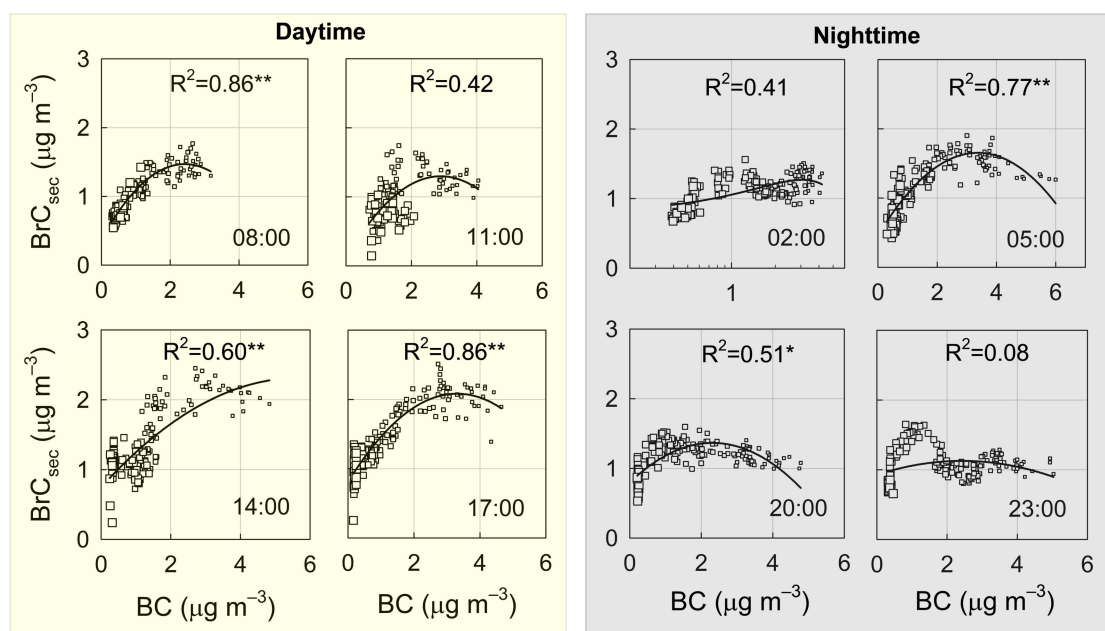 Daytime
3
2
1
0
BrCsec (μg m−3)
R2=0.86**
08:00
0 2 4 6
R2=0.42
11:00
0 2 4 6
3
2
1
0
BrCsec (μg m−3)
R2=0.60**
14:00
0 2 4 6
BC (μg m−3)
R2=0.86**
17:00
0 2 4 6
BC (μg m−3)
Nighttime
3
2
1
0
R2=0.41
02:00
1
R2=0.77**
05:00
0 2 4 6
3
2
1
0
R2=0.51*
20:00
0 2 4 6
BC (μg m−3)
R2=0.08
23:00
0 2 4 6
BC (μg m−3)